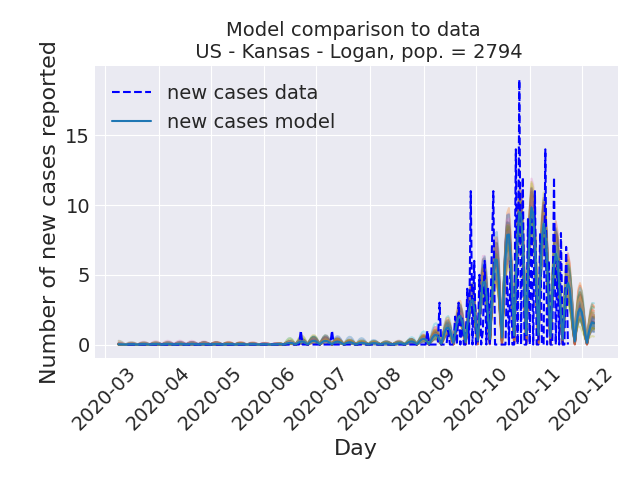 Model comparison to data
US - Kansas - Logan, pop. = 2794
new cases data
new cases model
Number of new cases reported
15
10
5
0
2020-03
2020-04
2020-05
2020-06
2020-07
2020-08
2020-09
2020-10
2020-11
2020-12
Day